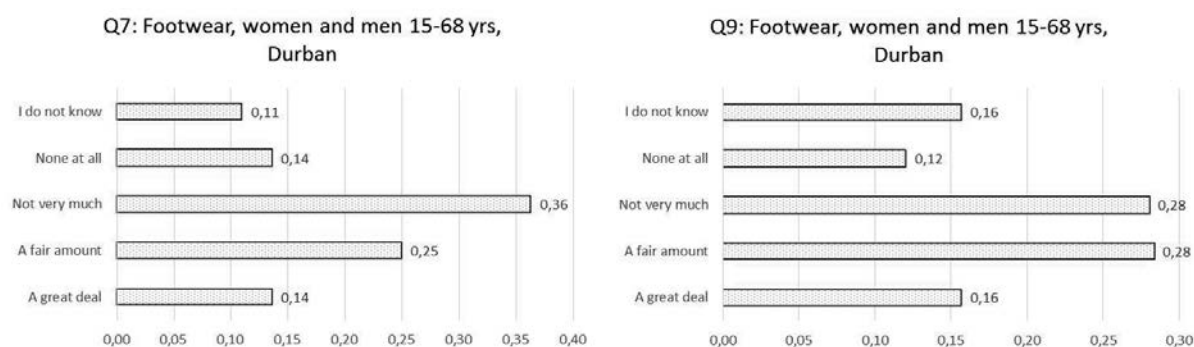 Q7: Footwear, women and men 15-68 yrs,
Durban
I do not know
0,11
None at all
0,14
Not very much
0,36
A fair amount
0,25
A great deal
0,14
0,00 0,05 0,10 0,15 0,20 0,25 0,30 0,35 0,40
Q9: Footwear, women and men 15-68 yrs,
Durban
I do not know
0,16
None at all
0,12
Not very much
0,28
A fair amount
0,28
A great deal
0,16
0,00 0,05 0,10 0,15 0,20 0,25 0,30